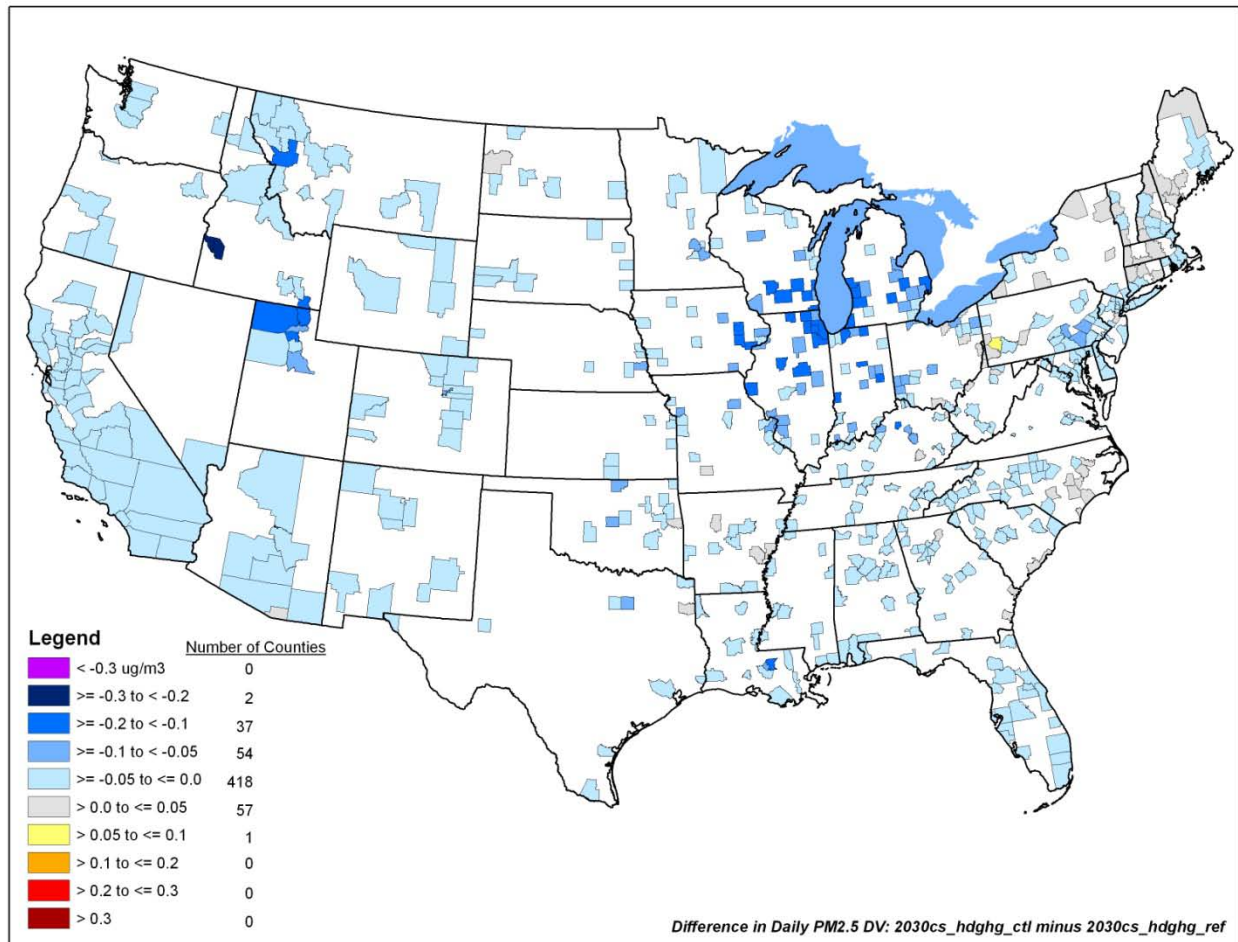 Legend
Number of Counties
< -0.3 ug/m3 0
>= -0.3 to < -0.2 2
>= -0.2 to < -0.1 37
>= -0.1 to < -0.05 54
>= -0.05 to <= 0.0 418
> 0.0 to <= 0.05 57
> 0.05 to <= 0.1 1
> 0.1 to <= 0.2 0
> 0.2 to <= 0.3 0
> 0.3 0
Difference in Daily PM2.5 DV: 2030cs_hdghg_ctl minus 2030cs_hdghg_ref